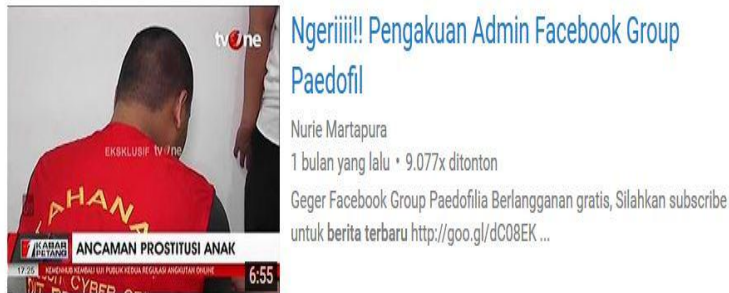 tvOne
EKSKLUSIF tvOne
AHANA
KABAR
PETANG
ANCAMAN PROSTITUSI ANAK
17:25 KEMENHUB KEMBALI UJI PUBLIK KEDUA REGULASI ANGKUTAN ONLINE
CYBER
6:55
Ngeriiii!! Pengakuan Admin Facebook Group
Paedofil
Nurie Martapura
1 bulan yang lalu • 9.077x ditonton
Geger Facebook Group Paedofilia Berlangganan gratis, Silahkan subscribe
untuk berita terbaru http://goo.gl/dC08EK ...